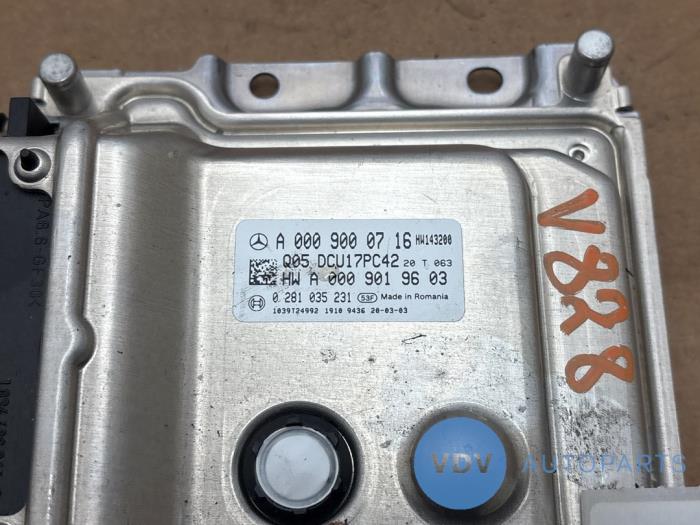 A 000 900 07 16 HW143200
Q05 DCU17PC42 20 T 063
HW A 000 901 96 03
0 281 035 231 53F Made in Romania
1039T24992 1910 9436 20-03-03
V828
VDV AUTOPARTS